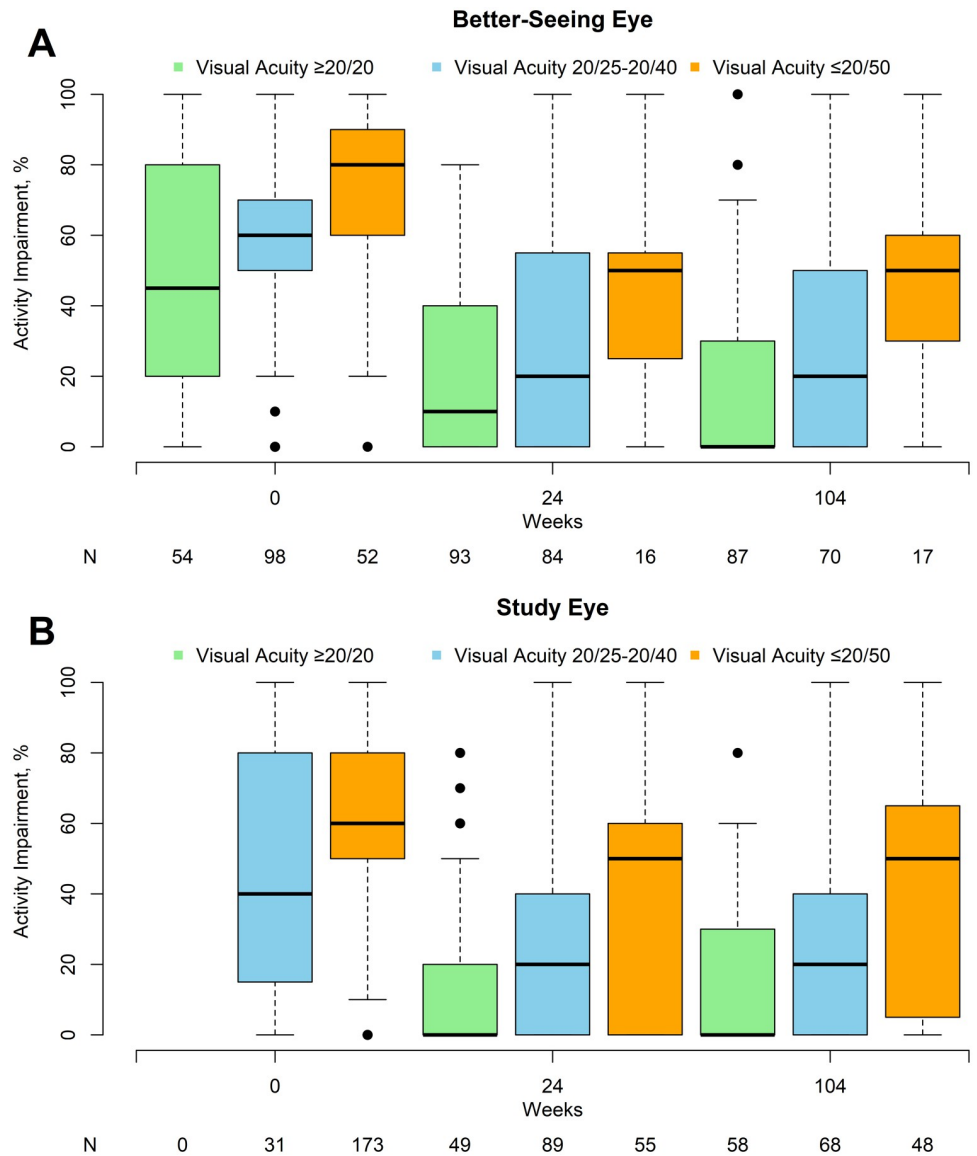 Better-Seeing Eye
A
Visual Acuity ≥20/20 Visual Acuity 20/25-20/40 Visual Acuity ≤20/50
100
80
60
40
20
0
Activity Impairment, %
0 24 104
Weeks
N 54 98 52 93 84 16 87 70 17
Study Eye
B
Visual Acuity ≥20/20 Visual Acuity 20/25-20/40 Visual Acuity ≤20/50
100
80
60
40
20
0
Activity Impairment, %
0 24 104
Weeks
N 0 31 173 49 89 55 58 68 48